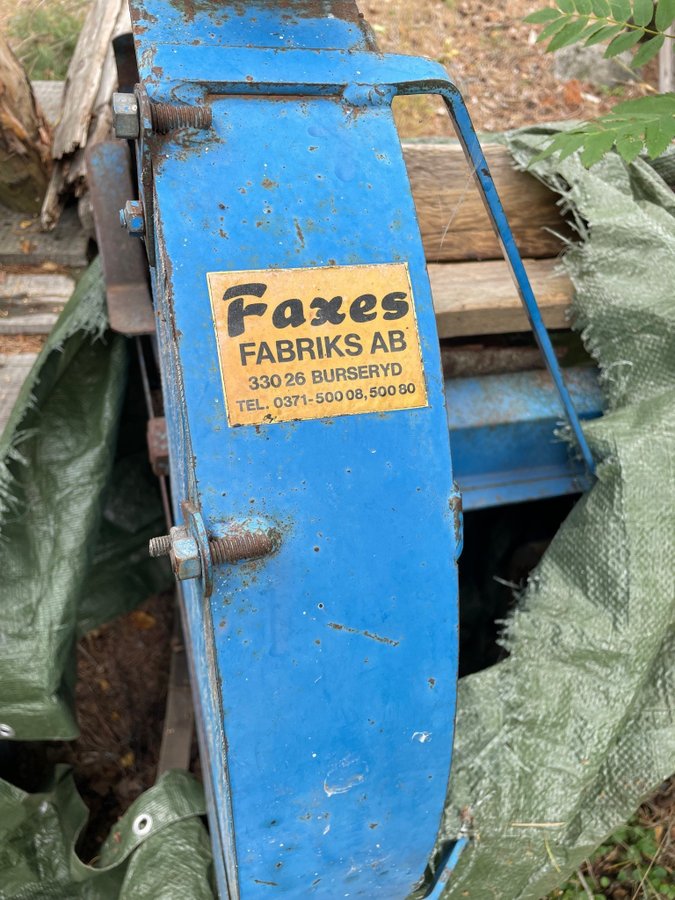 Faxes
FABRIKS AB
330 26 BURSERYD
TEL. 0371-500 08, 500 80